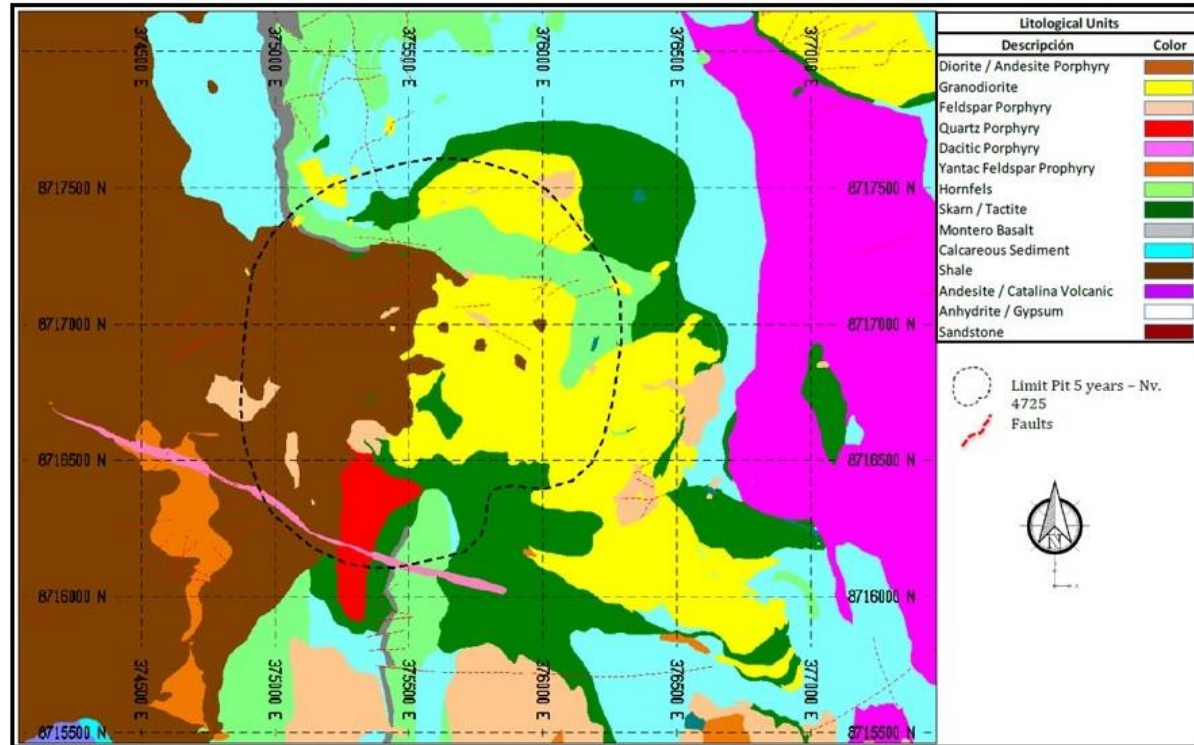 374500 E
375000 E
375500 E
376000 E
376500 E
377000 E
8717500 N
8717500 N
8717000 N
8717000 N
8716500 N
8716500 N
8716000 N
8716000 N
8715500 N
8715500 N
374500 E
375000 E
375500 E
376000 E
376500 E
377000 E
Litological Units
Descripción Color
Diorite / Andesite Porphyry
Granodiorite
Feldspar Porphyry
Quartz Porphyry
Dacitic Porphyry
Yantac Feldspar Prophyry
Hornfels
Skarn / Tactite
Montero Basalt
Calcareous Sediment
Shale
Andesite / Catalina Volcanic
Anhydrite / Gypsum
Sandstone
Limit Pit 5 years – Nv.
4725
Faults
N